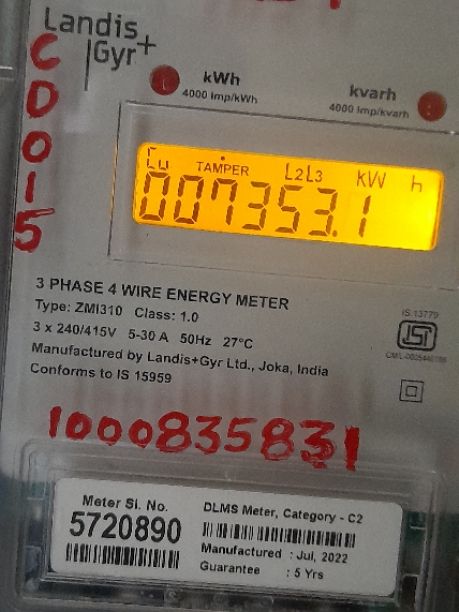 Landis
Gyr+
CD015
kWh
4000 Imp/kWh
kvarh
4000 Imp/kvarh
Cu TAMPER L2L3 kW h
007353.1
3 PHASE 4 WIRE ENERGY METER
Type: ZMI310 Class: 1.0
3 x 240/415V 5-30 A 50Hz 27°C
Manufactured by Landis+Gyr Ltd., Joka, India
Conforms to IS 15959
IS 13779
ISI
1000835831
Meter Sl. No.
5720890
DLMS Meter, Category - C2
Manufactured : Jul, 2022
Guarantee : 5 Yrs